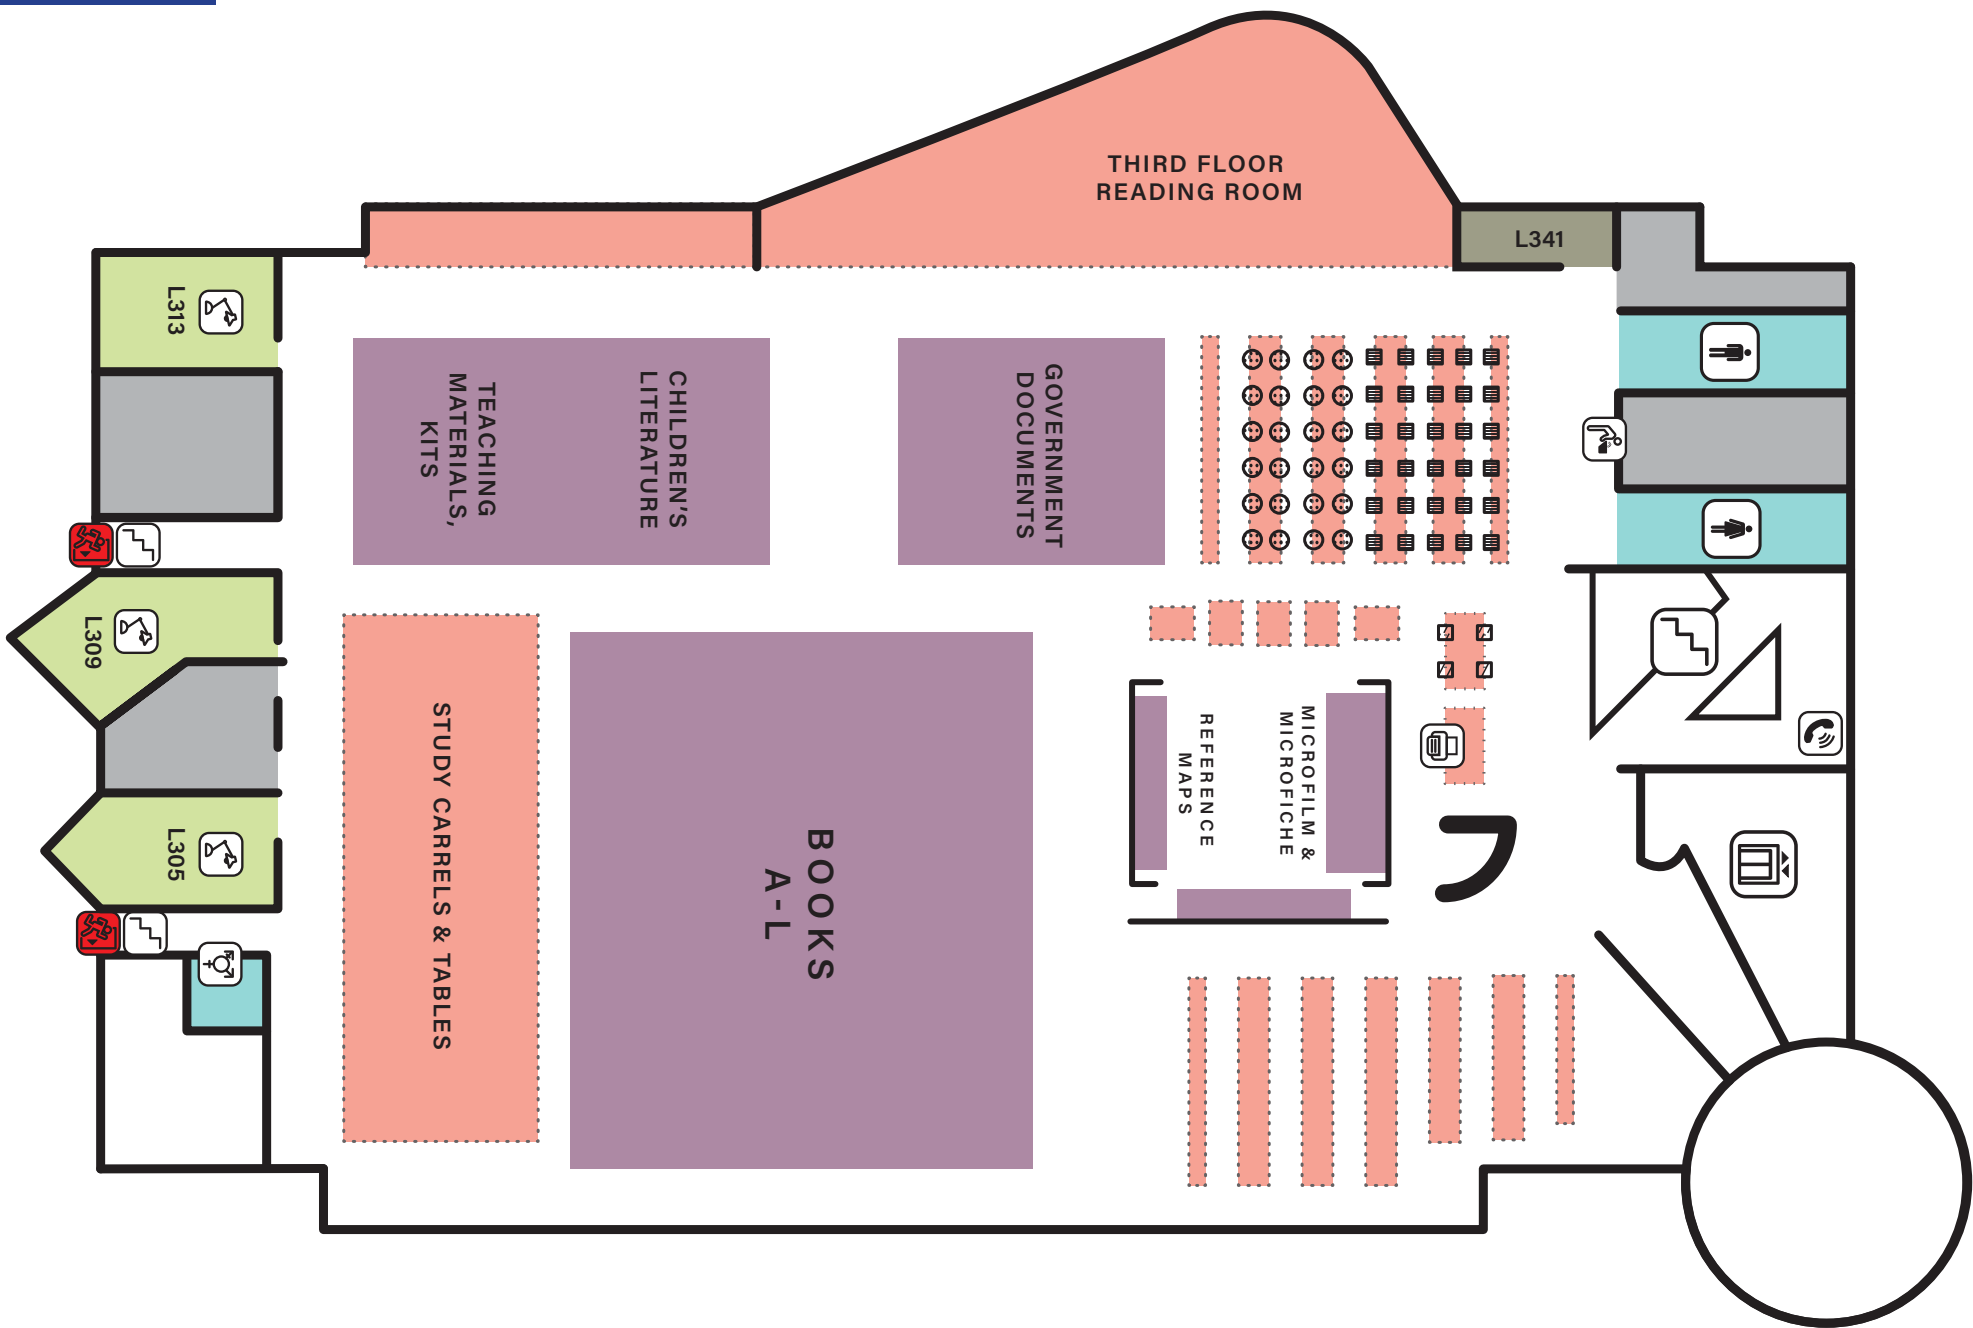 THIRD FLOOR
READING ROOM
L341
L313
TEACHING
MATERIALS,
KITS
CHILDREN'S
LITERATURE
GOVERNMENT
DOCUMENTS
L309
STUDY CARRELS & TABLES
BOOKS
A-L
REFERENCE
MAPS
MICROFILM &
MICROFICHE
L305